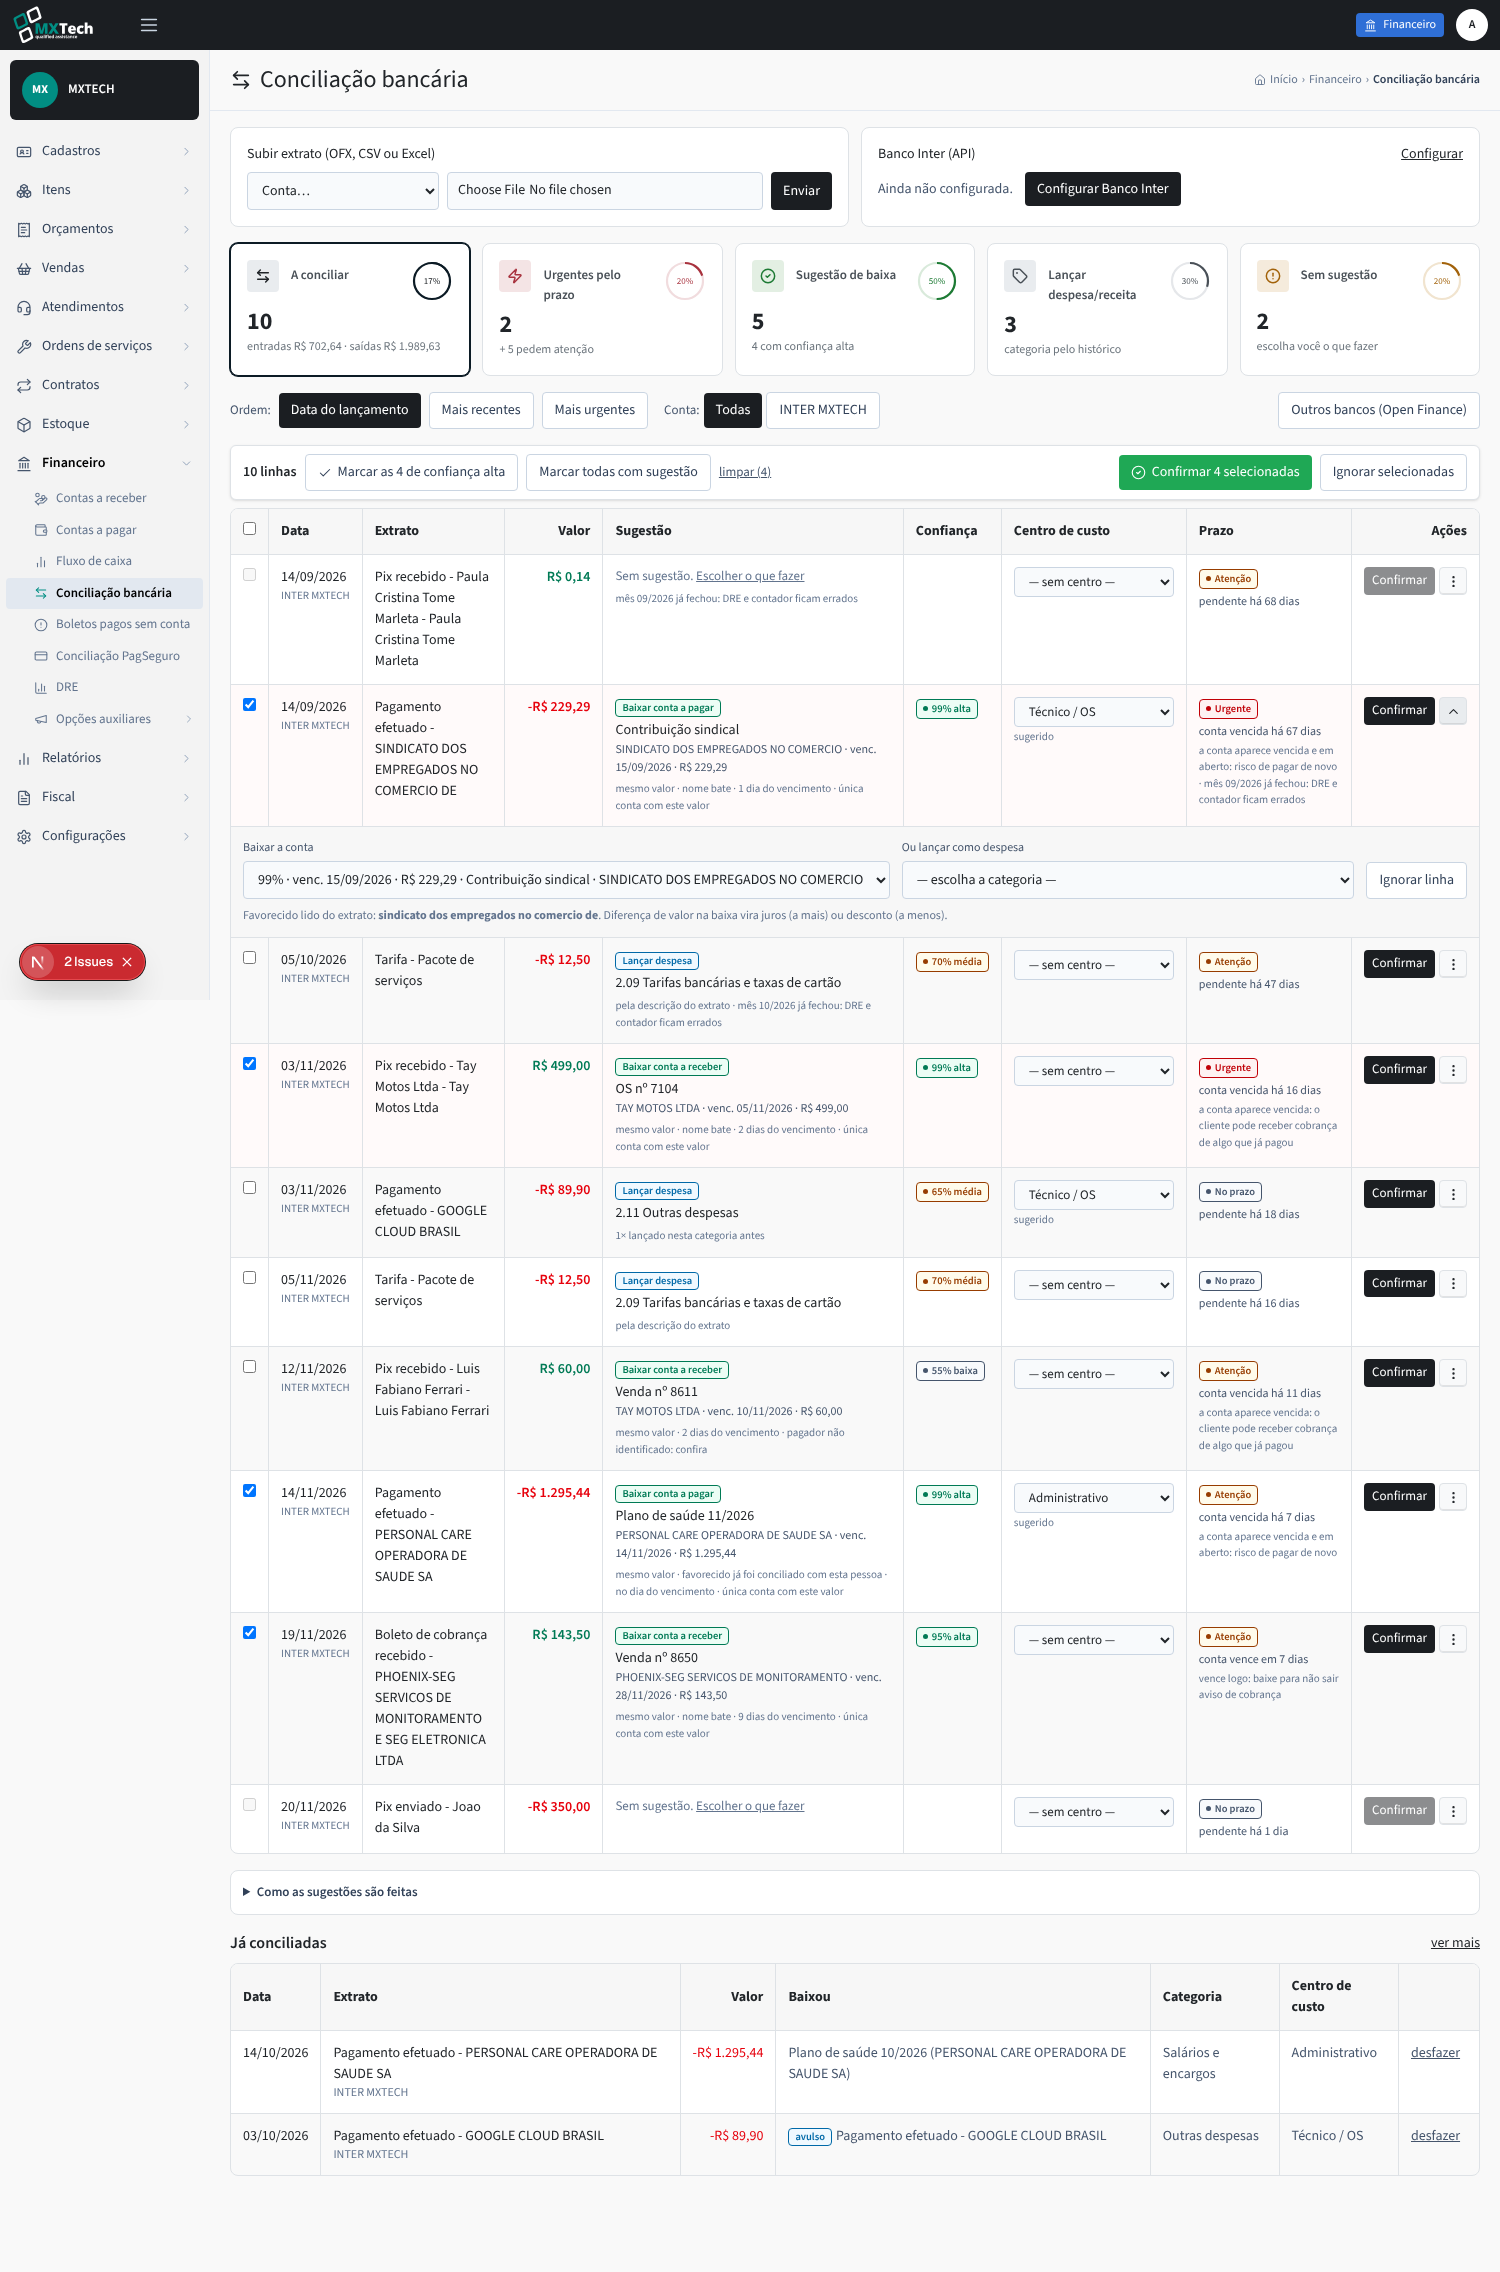 MXTech
qualified assistance
Financeiro
A
MX
MXTECH
Cadastros
Itens
Orçamentos
Vendas
Atendimentos
Ordens de serviços
Contratos
Estoque
Financeiro
Contas a receber
Contas a pagar
Fluxo de caixa
Conciliação bancária
Boletos pagos sem conta
Conciliação PagSeguro
DRE
Opções auxiliares
Relatórios
Fiscal
Configurações
N
2 Issues
Conciliação bancária
Início › Financeiro › Conciliação bancária
Subir extrato (OFX, CSV ou Excel)
Conta...
Choose File No file chosen
Enviar
Banco Inter (API)
Configurar
Ainda não configurada.
Configurar Banco Inter
A conciliar
17%
10
entradas R$ 702,64 · saídas R$ 1.989,63
Urgentes pelo
prazo
20%
2
+ 5 pedem atenção
Sugestão de baixa
50%
5
4 com confiança alta
Lançar
despesa/receita
30%
3
categoria pelo histórico
Sem sugestão
20%
2
escolha você o que fazer
Ordem:
Data do lançamento
Mais recentes
Mais urgentes
Conta:
Todas
INTER MXTECH
Outros bancos (Open Finance)
10 linhas
Marcar as 4 de confiança alta
Marcar todas com sugestão
limpar (4)
Confirmar 4 selecionadas
Ignorar selecionadas
Data
Extrato
Valor
Sugestão
Confiança
Centro de custo
Prazo
Ações
14/09/2026
INTER MXTECH
Pix recebido - Paula
Cristina Tome
Marleta - Paula
Cristina Tome
Marleta
R$ 0,14
Sem sugestão. Escolher o que fazer
mês 09/2026 já fechou: DRE e contador ficam errados
— sem centro —
Atenção
pendente há 68 dias
Confirmar
14/09/2026
INTER MXTECH
Pagamento
efetuado -
SINDICATO DOS
EMPREGADOS NO
COMERCIO DE
-R$ 229,29
Baixar conta a pagar
Contribuição sindical
SINDICATO DOS EMPREGADOS NO COMERCIO · venc.
15/09/2026 · R$ 229,29
mesmo valor · nome bate · 1 dia do vencimento · única
conta com este valor
99% alta
Técnico / OS
sugerido
Urgente
conta vencida há 67 dias
a conta aparece vencida e em
aberto: risco de pagar de novo
· mês 09/2026 já fechou: DRE e
contador ficam errados
Confirmar
Baixar a conta
99% · venc. 15/09/2026 · R$ 229,29 · Contribuição sindical · SINDICATO DOS EMPREGADOS NO COMERCIO
Ou lançar como despesa
— escolha a categoria —
Ignorar linha
Favorecido lido do extrato: sindicato dos empregados no comercio de. Diferença de valor na baixa vira juros (a mais) ou desconto (a menos).
05/10/2026
INTER MXTECH
Tarifa - Pacote de
serviços
-R$ 12,50
Lançar despesa
2.09 Tarifas bancárias e taxas de cartão
pela descrição do extrato · mês 10/2026 já fechou: DRE e
contador ficam errados
70% média
— sem centro —
Atenção
pendente há 47 dias
Confirmar
03/11/2026
INTER MXTECH
Pix recebido - Tay
Motos Ltda - Tay
Motos Ltda
R$ 499,00
Baixar conta a receber
OS nº 7104
TAY MOTOS LTDA · venc. 05/11/2026 · R$ 499,00
mesmo valor · nome bate · 2 dias do vencimento · única
conta com este valor
99% alta
— sem centro —
Urgente
conta vencida há 16 dias
a conta aparece vencida: o
cliente pode receber cobrança
de algo que já pagou
Confirmar
03/11/2026
INTER MXTECH
Pagamento
efetuado - GOOGLE
CLOUD BRASIL
-R$ 89,90
Lançar despesa
2.11 Outras despesas
1× lançado nesta categoria antes
65% média
Técnico / OS
sugerido
No prazo
pendente há 18 dias
Confirmar
05/11/2026
INTER MXTECH
Tarifa - Pacote de
serviços
-R$ 12,50
Lançar despesa
2.09 Tarifas bancárias e taxas de cartão
pela descrição do extrato
70% média
— sem centro —
No prazo
pendente há 16 dias
Confirmar
12/11/2026
INTER MXTECH
Pix recebido - Luis
Fabiano Ferrari -
Luis Fabiano Ferrari
R$ 60,00
Baixar conta a receber
Venda nº 8611
TAY MOTOS LTDA · venc. 10/11/2026 · R$ 60,00
mesmo valor · 2 dias do vencimento · pagador não
identificado: confira
55% baixa
— sem centro —
Atenção
conta vencida há 11 dias
a conta aparece vencida: o
cliente pode receber cobrança
de algo que já pagou
Confirmar
14/11/2026
INTER MXTECH
Pagamento
efetuado -
PERSONAL CARE
OPERADORA DE
SAUDE SA
-R$ 1.295,44
Baixar conta a pagar
Plano de saúde 11/2026
PERSONAL CARE OPERADORA DE SAUDE SA · venc.
14/11/2026 · R$ 1.295,44
mesmo valor · favorecido já foi conciliado com esta pessoa ·
no dia do vencimento · única conta com este valor
99% alta
Administrativo
sugerido
Atenção
conta vencida há 7 dias
a conta aparece vencida e em
aberto: risco de pagar de novo
Confirmar
19/11/2026
INTER MXTECH
Boleto de cobrança
recebido -
PHOENIX-SEG
SERVICOS DE
MONITORAMENTO
E SEG ELETRONICA
LTDA
R$ 143,50
Baixar conta a receber
Venda nº 8650
PHOENIX-SEG SERVICOS DE MONITORAMENTO · venc.
28/11/2026 · R$ 143,50
mesmo valor · nome bate · 9 dias do vencimento · única
conta com este valor
95% alta
— sem centro —
Atenção
conta vence em 7 dias
vence logo: baixe para não sair
aviso de cobrança
Confirmar
20/11/2026
INTER MXTECH
Pix enviado - Joao
da Silva
-R$ 350,00
Sem sugestão. Escolher o que fazer
— sem centro —
No prazo
pendente há 1 dia
Confirmar
Como as sugestões são feitas
Já conciliadas
ver mais
Data
Extrato
Valor
Baixou
Categoria
Centro de
custo
14/10/2026
Pagamento efetuado - PERSONAL CARE OPERADORA DE
SAUDE SA
INTER MXTECH
-R$ 1.295,44
Plano de saúde 10/2026 (PERSONAL CARE OPERADORA DE
SAUDE SA)
Salários e
encargos
Administrativo
desfazer
03/10/2026
Pagamento efetuado - GOOGLE CLOUD BRASIL
INTER MXTECH
-R$ 89,90
avulso Pagamento efetuado - GOOGLE CLOUD BRASIL
Outras despesas
Técnico / OS
desfazer